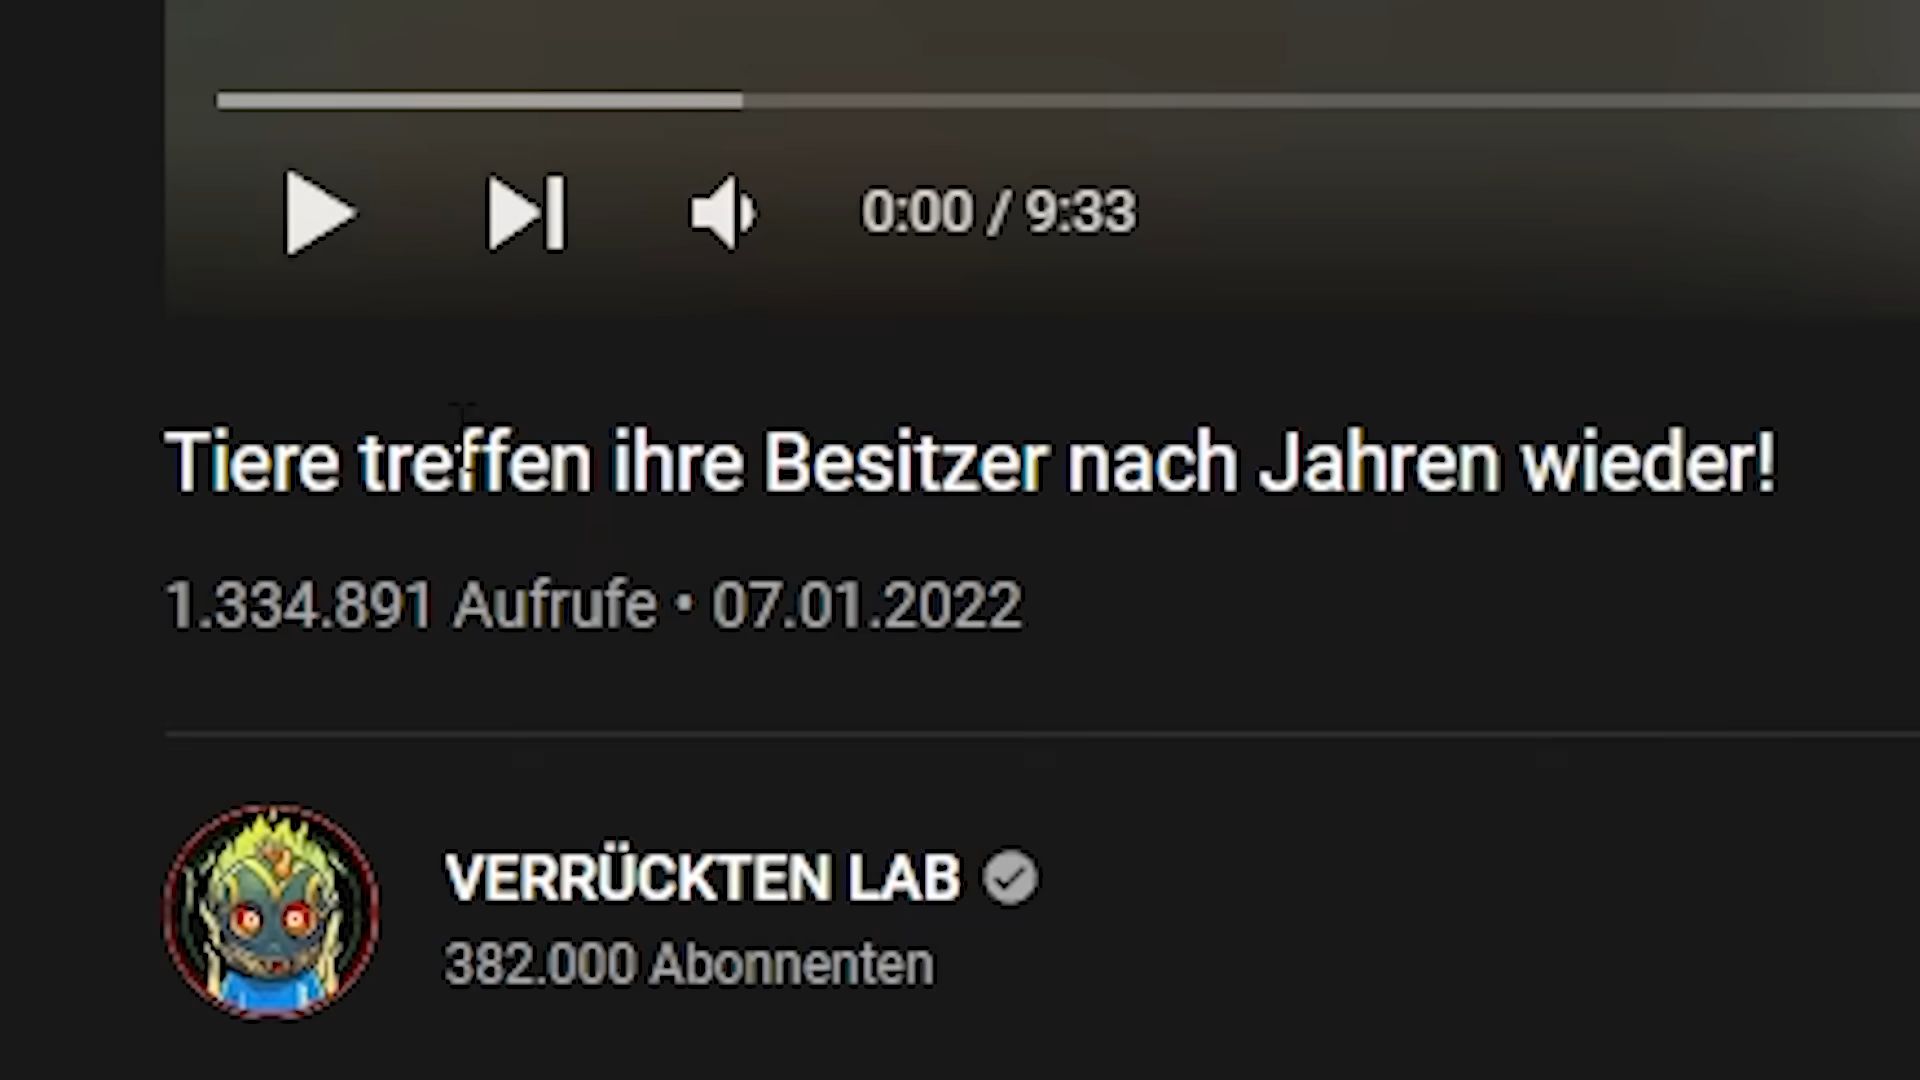 0:00 / 9:33
Tiere treffen ihre Besitzer nach Jahren wieder!
1.334.891 Aufrufe • 07.01.2022
VERRÜCKTEN LAB
382.000 Abonnenten